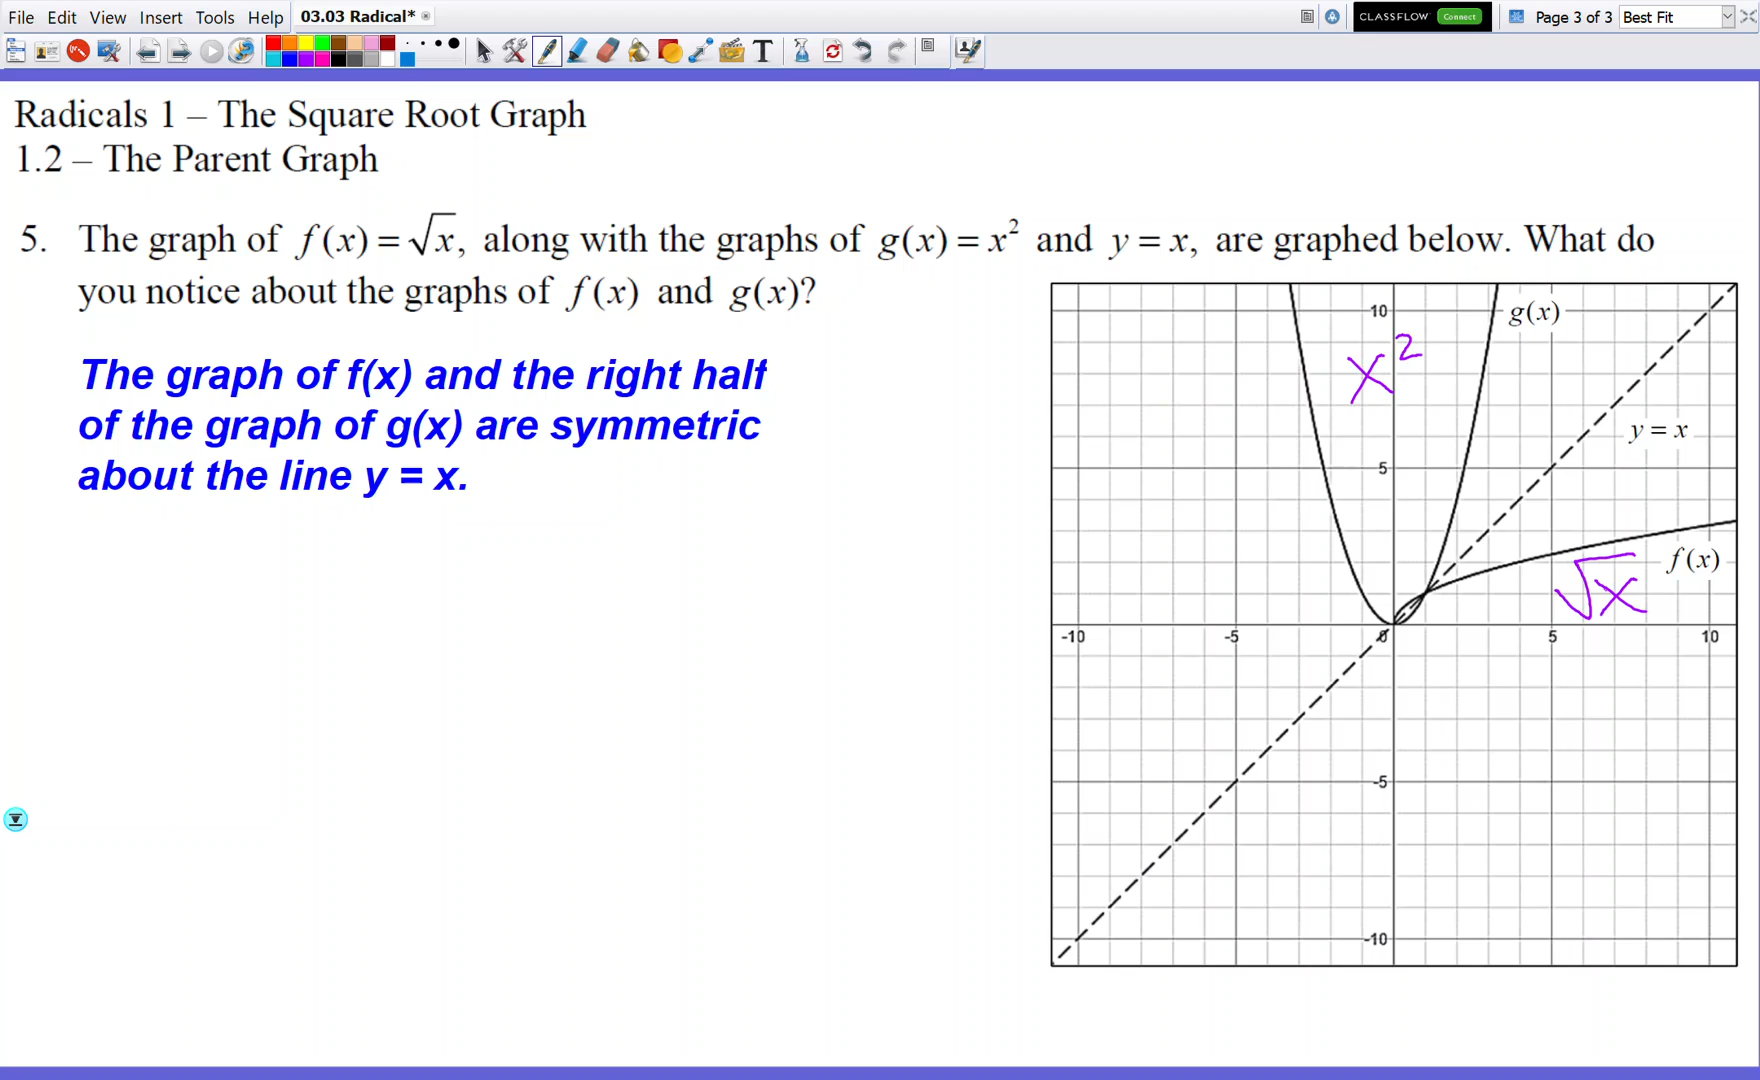 File Edit View Insert Tools Help 03.03 Radical*
CLASSFLOW Connect Page 3 of 3 Best Fit
T
Radicals 1 – The Square Root Graph
1.2 – The Parent Graph
5. The graph of f(x) = √x, along with the graphs of g(x) = x² and y = x, are graphed below. What do
you notice about the graphs of f(x) and g(x)?
The graph of f(x) and the right half
of the graph of g(x) are symmetric
about the line y = x.
10 g(x)
x²
y = x
5
f(x)
√x
-10 -5 0 5 10
-5
-10